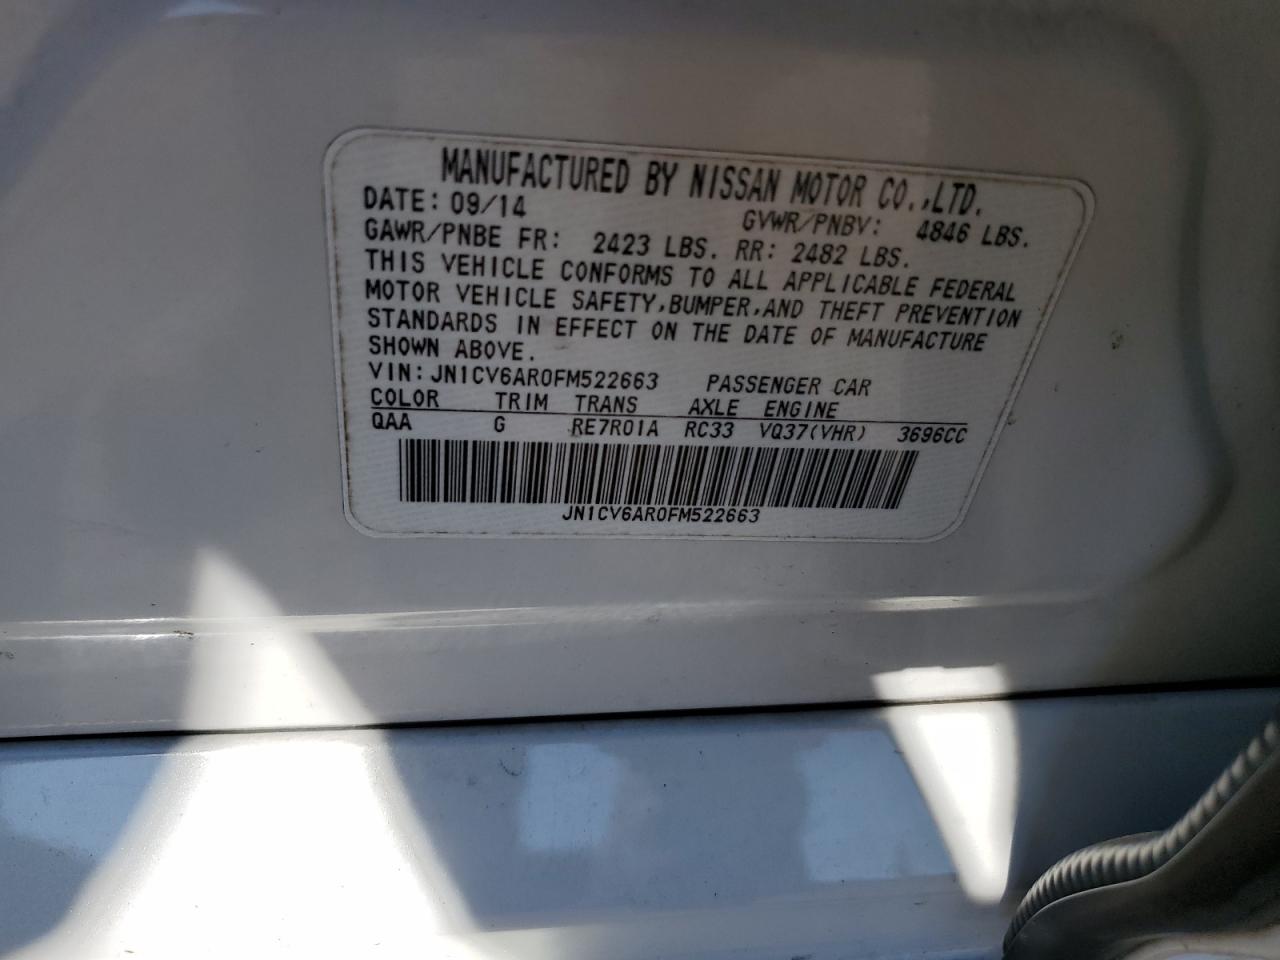 MANUFACTURED BY NISSAN MOTOR CO.,LTD.
DATE: 09/14 GVWR/PNBV: 4846 LBS.
GAWR/PNBE FR: 2423 LBS. RR: 2482 LBS.
THIS VEHICLE CONFORMS TO ALL APPLICABLE FEDERAL
MOTOR VEHICLE SAFETY,BUMPER,AND THEFT PREVENTION
STANDARDS IN EFFECT ON THE DATE OF MANUFACTURE
SHOWN ABOVE.
VIN: JN1CV6AR0FM522663 PASSENGER CAR
COLOR TRIM TRANS AXLE ENGINE
QAA G RE7R01A RC33 VQ37(VHR) 3696CC
JN1CV6AR0FM522663